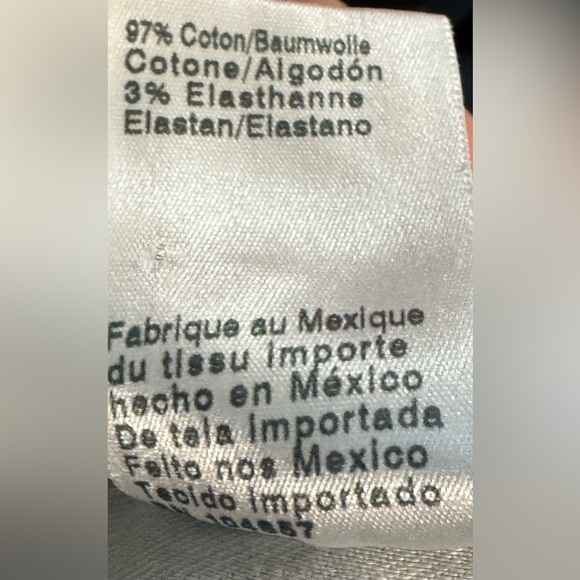 97% Coton/Baumwolle
Cotone/Algodón
3% Elasthanne
Elastan/Elastano
Fabrique au Mexique
du tissu importe
hecho en México
De tela importada
Feito nos Mexico
Tecido importado